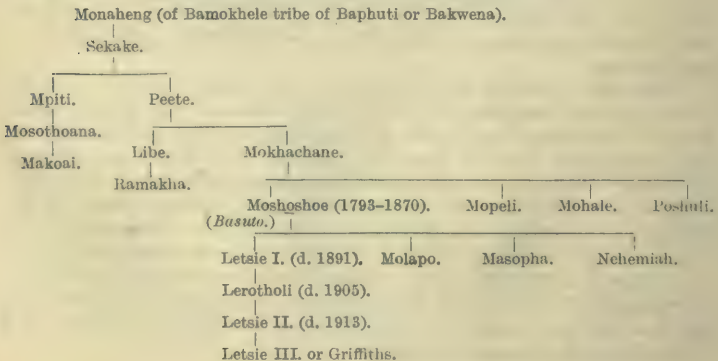 Monaheng (of Bamokhele tribe of Baphuti or Bakwena).
Sekake.
Mpiti. Peete.
Mosothoana.
Libe. Mokhachane.
Makoai.
Ramakha.
Moshoshoe (1793–1870). Mopeli. Mohale. Poshuli.
(Basuto.)
Letsie I. (d. 1891). Molapo. Masopha. Nehemiah.
Lerotholi (d. 1905).
Letsie II. (d. 1913).
Letsie III. or Griffiths.